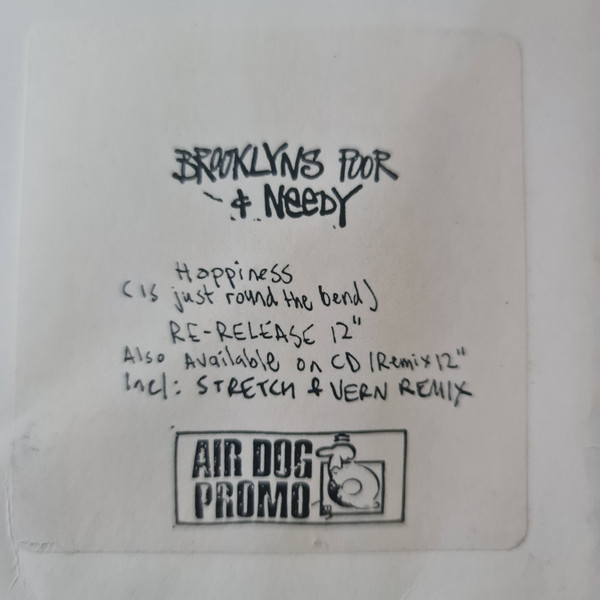 BROOKLYNS POOR
& NEEDY
Happiness
(is just round the bend)
RE-RELEASE 12"
Also Available on CD/Remix 12"
Incl: STRETCH & VERN REMIX
AIR DOG
PROMO